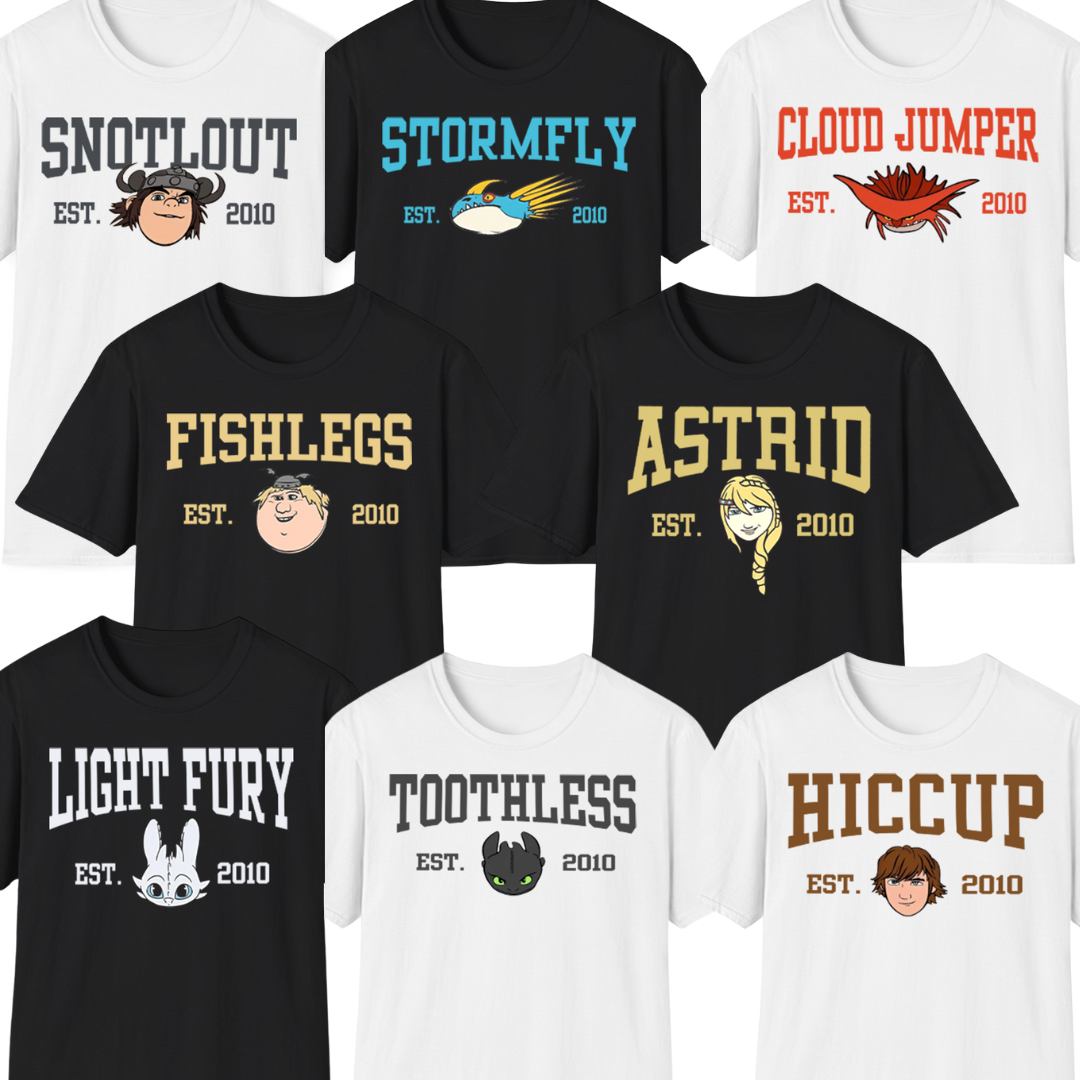 SNOTLOUT
EST. 2010
STORMFLY
EST. 2010
CLOUD JUMPER
EST. 2010
FISHLEGS
EST. 2010
ASTRID
EST. 2010
LIGHT FURY
EST. 2010
TOOTHLESS
EST. 2010
HICCUP
EST. 2010